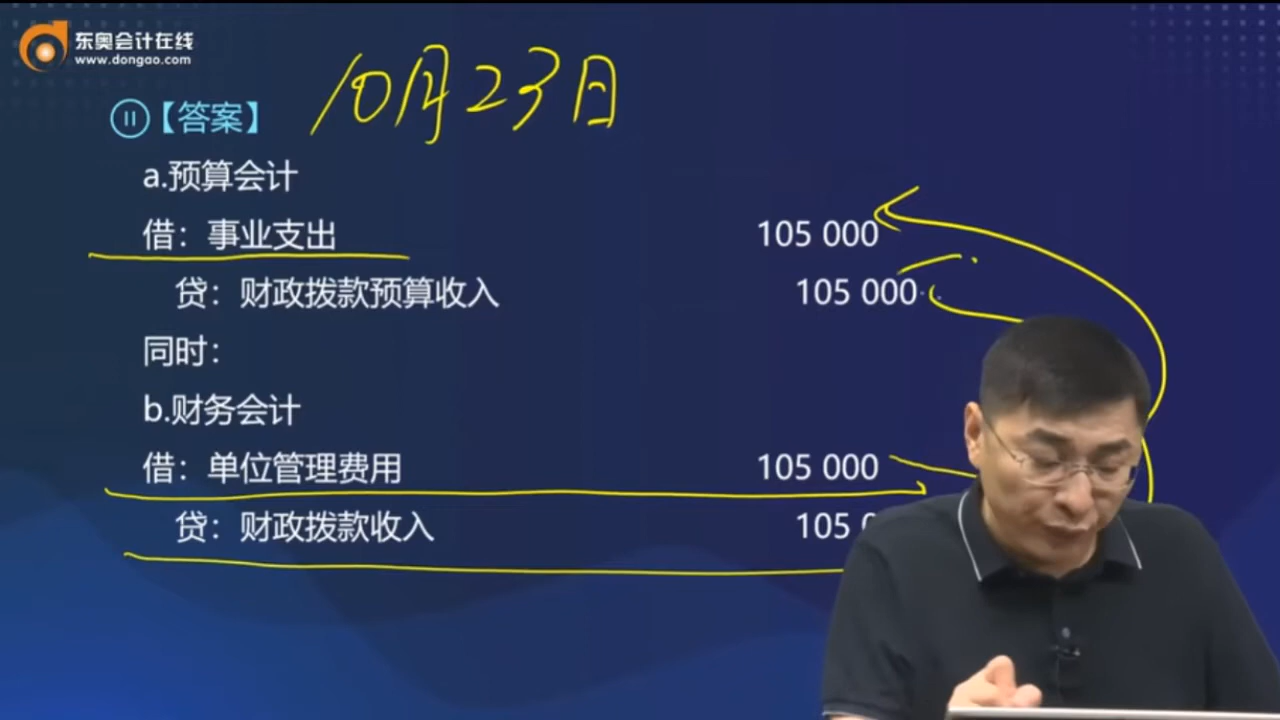 东奥会计在线
www.dongao.com
10月23日
⑪【答案】
a.预算会计
借：事业支出 105 000
贷：财政拨款预算收入 105 000
同时：
b.财务会计
借：单位管理费用 105 000
贷：财政拨款收入 105